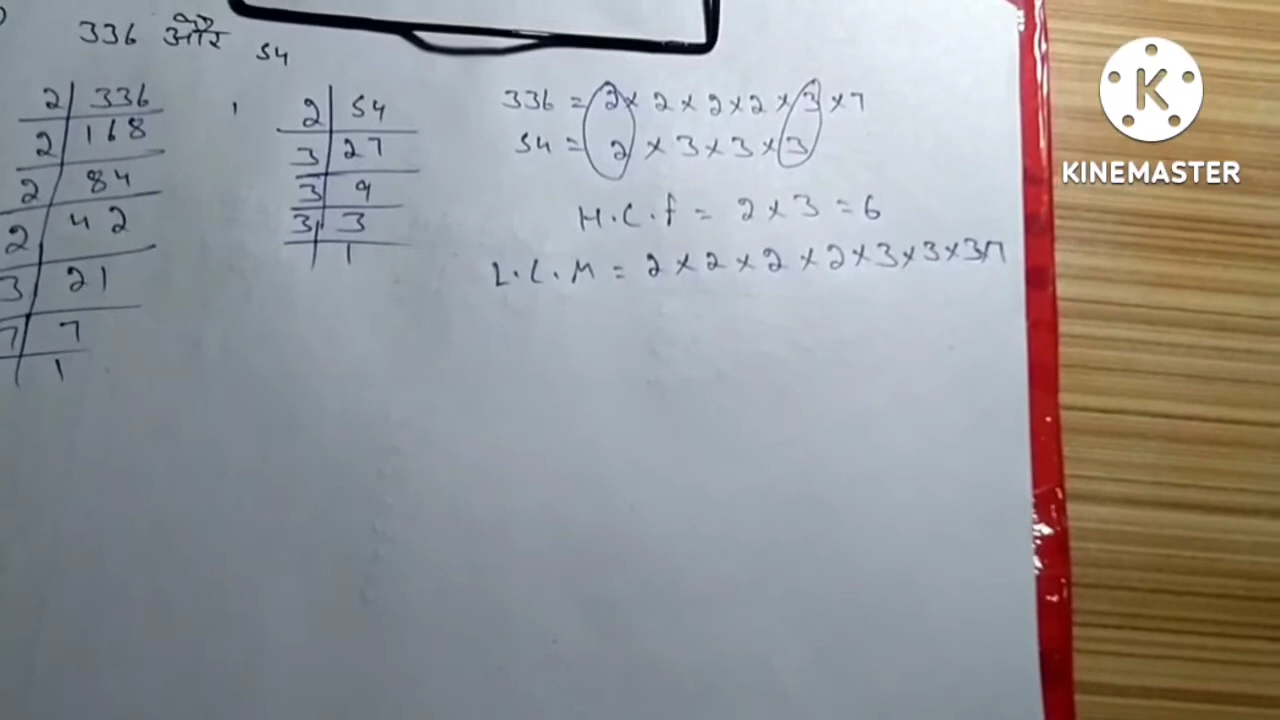 336 और 54
2 | 336
2 | 168
2 | 84
2 | 42
3 | 21
7 | 7
1
2 | 54
3 | 27
3 | 9
3 | 3
1
336 = 2 × 2 × 2 × 2 × 3 × 7
54 = 2 × 3 × 3 × 3
H.C.f = 2 × 3 = 6
L.C.M = 2 × 2 × 2 × 2 × 3 × 3 × 3 × 7
K
KINEMASTER